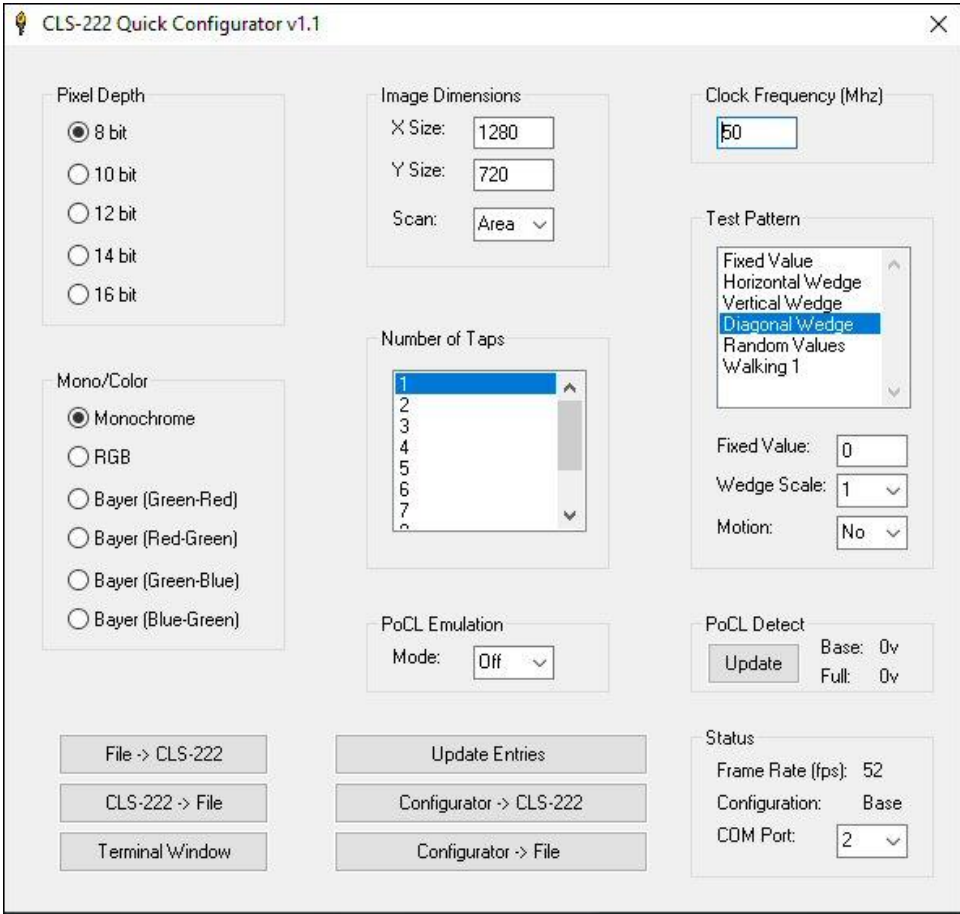 CLS-222 Quick Configurator v1.1
Pixel Depth
8 bit
10 bit
12 bit
14 bit
16 bit
Mono/Color
Monochrome
RGB
Bayer (Green-Red)
Bayer (Red-Green)
Bayer (Green-Blue)
Bayer (Blue-Green)
Image Dimensions
X Size: 1280
Y Size: 720
Scan: Area
Number of Taps
1
2
3
4
5
6
7
PoCL Emulation
Mode: Off
Clock Frequency (Mhz)
50
Test Pattern
Fixed Value
Horizontal Wedge
Vertical Wedge
Diagonal Wedge
Random Values
Walking 1
Fixed Value: 0
Wedge Scale: 1
Motion: No
PoCL Detect
Update
Base: 0v
Full: 0v
File -> CLS-222
CLS-222 -> File
Terminal Window
Update Entries
Configurator -> CLS-222
Configurator -> File
Status
Frame Rate (fps): 52
Configuration: Base
COM Port: 2